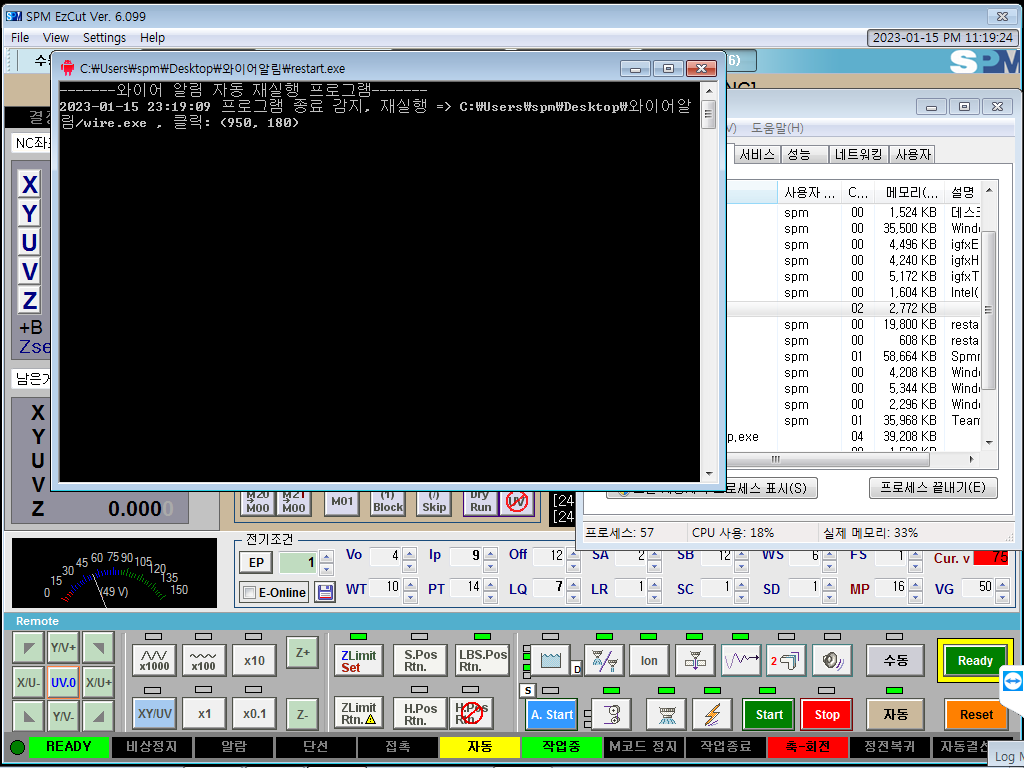 SPM EzCut Ver. 6.099
File View Settings Help
2023-01-15 PM 11:19:24
SPM
6)
C:₩Users₩spm₩Desktop₩와이어알림₩restart.exe
-------와이어 알림 자동 재실행 프로그램-------
2023-01-15 23:19:09 프로그램 종료 감지, 재실행 => C:₩Users₩spm₩Desktop₩와이어알
림/wire.exe , 클릭: (950, 180)
V) 도움말(H)
서비스 성능 네트워킹 사용자
사용자 ... C... 메모리(... 설명
spm 00 1,524 KB 데스크
spm 00 35,500 KB Windo
spm 00 4,496 KB igfxE
spm 00 4,240 KB igfxH
spm 00 5,172 KB igfxT
spm 00 1,604 KB Intel(
02 2,772 KB
spm 00 19,800 KB resta
spm 00 608 KB resta
spm 01 58,664 KB Spmr
spm 00 4,208 KB Windo
spm 00 5,344 KB Windo
spm 00 2,296 KB Windo
spm 01 35,968 KB Team
p.exe 04 39,208 KB
프로세스 표시(S)
프로세스 끝내기(E)
프로세스: 57 CPU 사용: 18% 실제 메모리: 33%
NC좌
X
Y
U
V
Z
+B
Zse
남은거
X
Y
U
V
Z 0.0000
M20 M00
M21 M00
M01
(1) Block
(/) Skip
Dry Run
UV
[24
[24
0 15 30 45 60 75 90 105 120 135 150
(49 V)
전기조건
EP 1
E-Online
Vo 4 Ip 9 Off 12 SA 2 SB 12 WS 6 FS 1 Cur. v 75
WT 10 PT 14 LQ 7 LR 1 SC 1 SD 1 MP 16 VG 50
Remote
Y/V+
X/U- UV.0 X/U+
Y/V-
x1000 x100 x10 Z+
XY/UV x1 x0.1 Z-
ZLimit Set
S.Pos Rtn.
LBS.Pos Rtn.
ZLimit Rtn.
H.Pos Rtn.
H.Pos Rtn.
D
Ion
2
수동
Ready
S
A. Start
Start
Stop
자동
Reset
READY 비상정지 알람 단선 접촉 자동 작업중 M코드 정지 작업종료 축-회전 정전복귀 자동결선
Log M